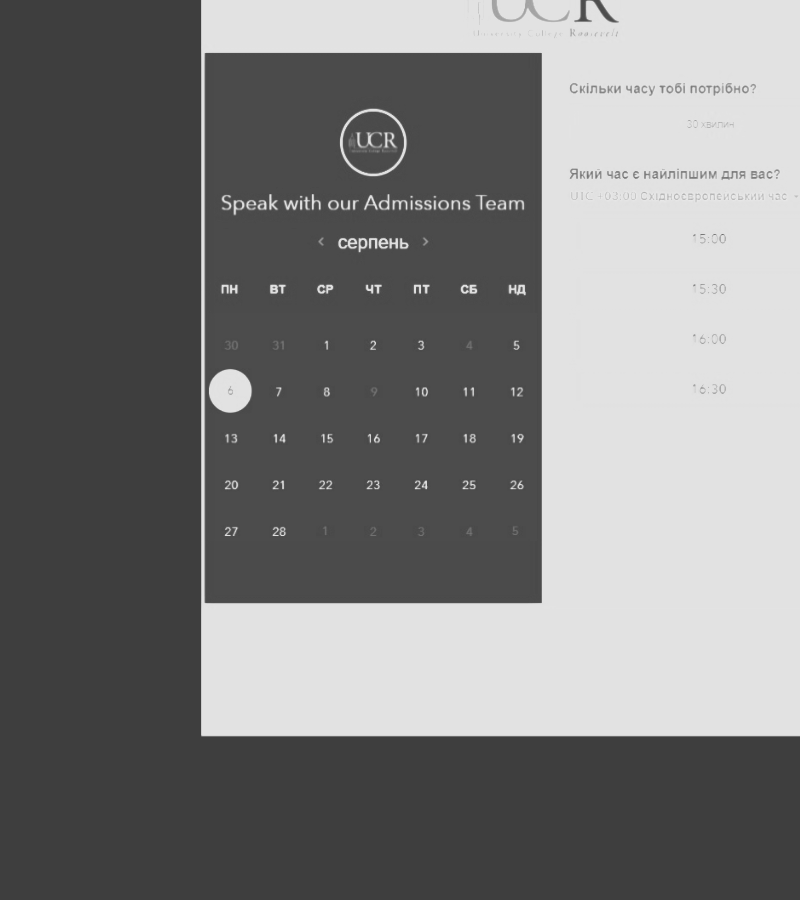 UCR
University College Roosevelt
UCR
Speak with our Admissions Team
‹ серпень ›
ПН ВТ СР ЧТ ПТ СБ НД
30 31 1 2 3 4 5
6 7 8 9 10 11 12
13 14 15 16 17 18 19
20 21 22 23 24 25 26
27 28 1 2 3 4 5
Скільки часу тобі потрібно?
30 хвилин
Який час є найліпшим для вас?
UTC +03:00 Східноєвропейський час
15:00
15:30
16:00
16:30